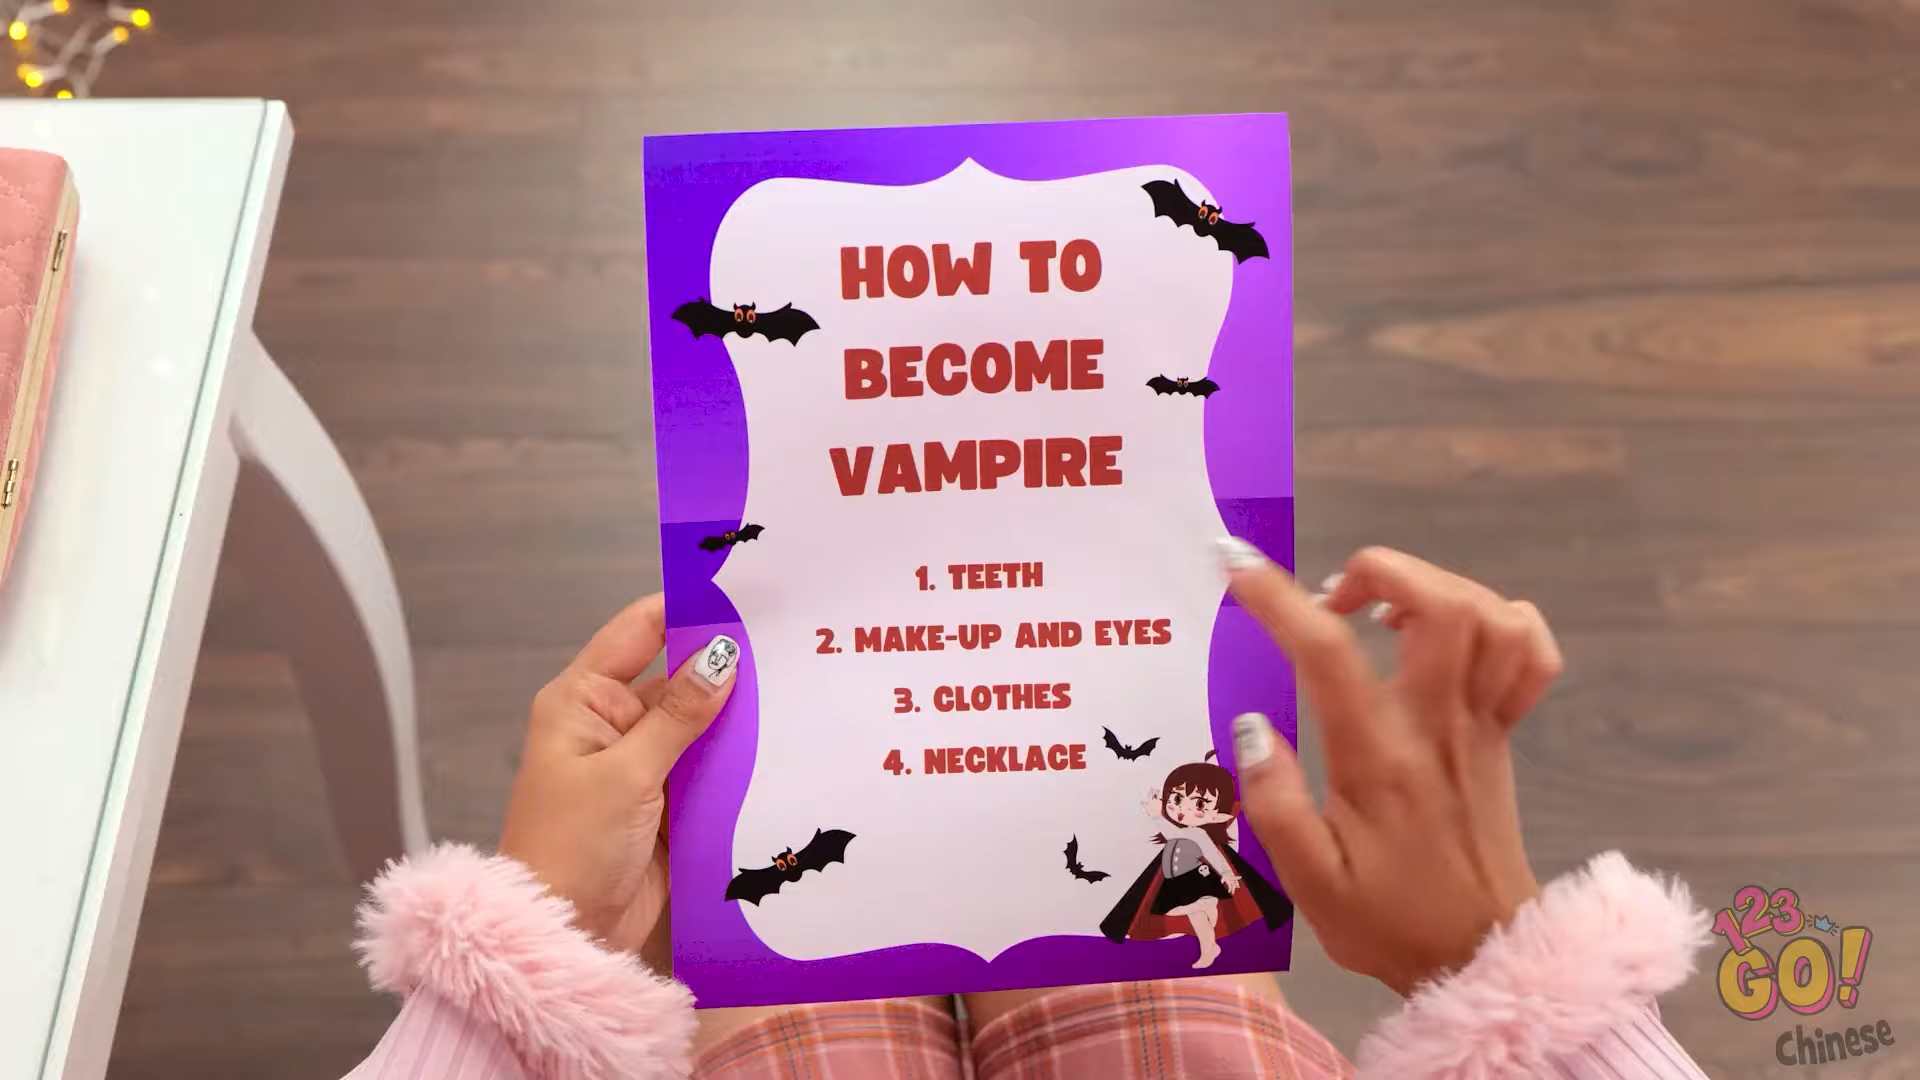 HOW TO
BECOME
VAMPIRE
1. TEETH
2. MAKE-UP AND EYES
3. CLOTHES
4. NECKLACE
123
GO!
Chinese